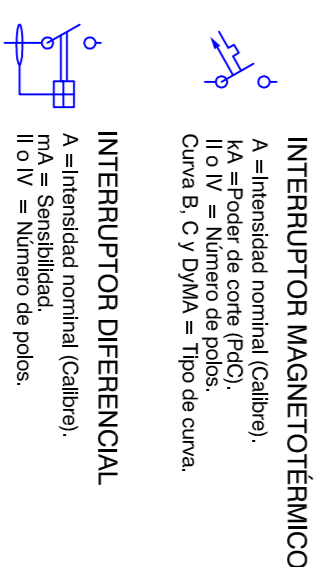 INTERRUPTOR MAGNETOTÉRMICO
A =Intensidad nominal (Calibre).
kA =Poder de corte (PdC).
II o IV = Número de polos.
Curva B, C y DyMA = Tipo de curva.
INTERRUPTOR DIFERENCIAL
A =Intensidad nominal (Calibre).
mA = Sensibilidad.
II o IV = Número de polos.